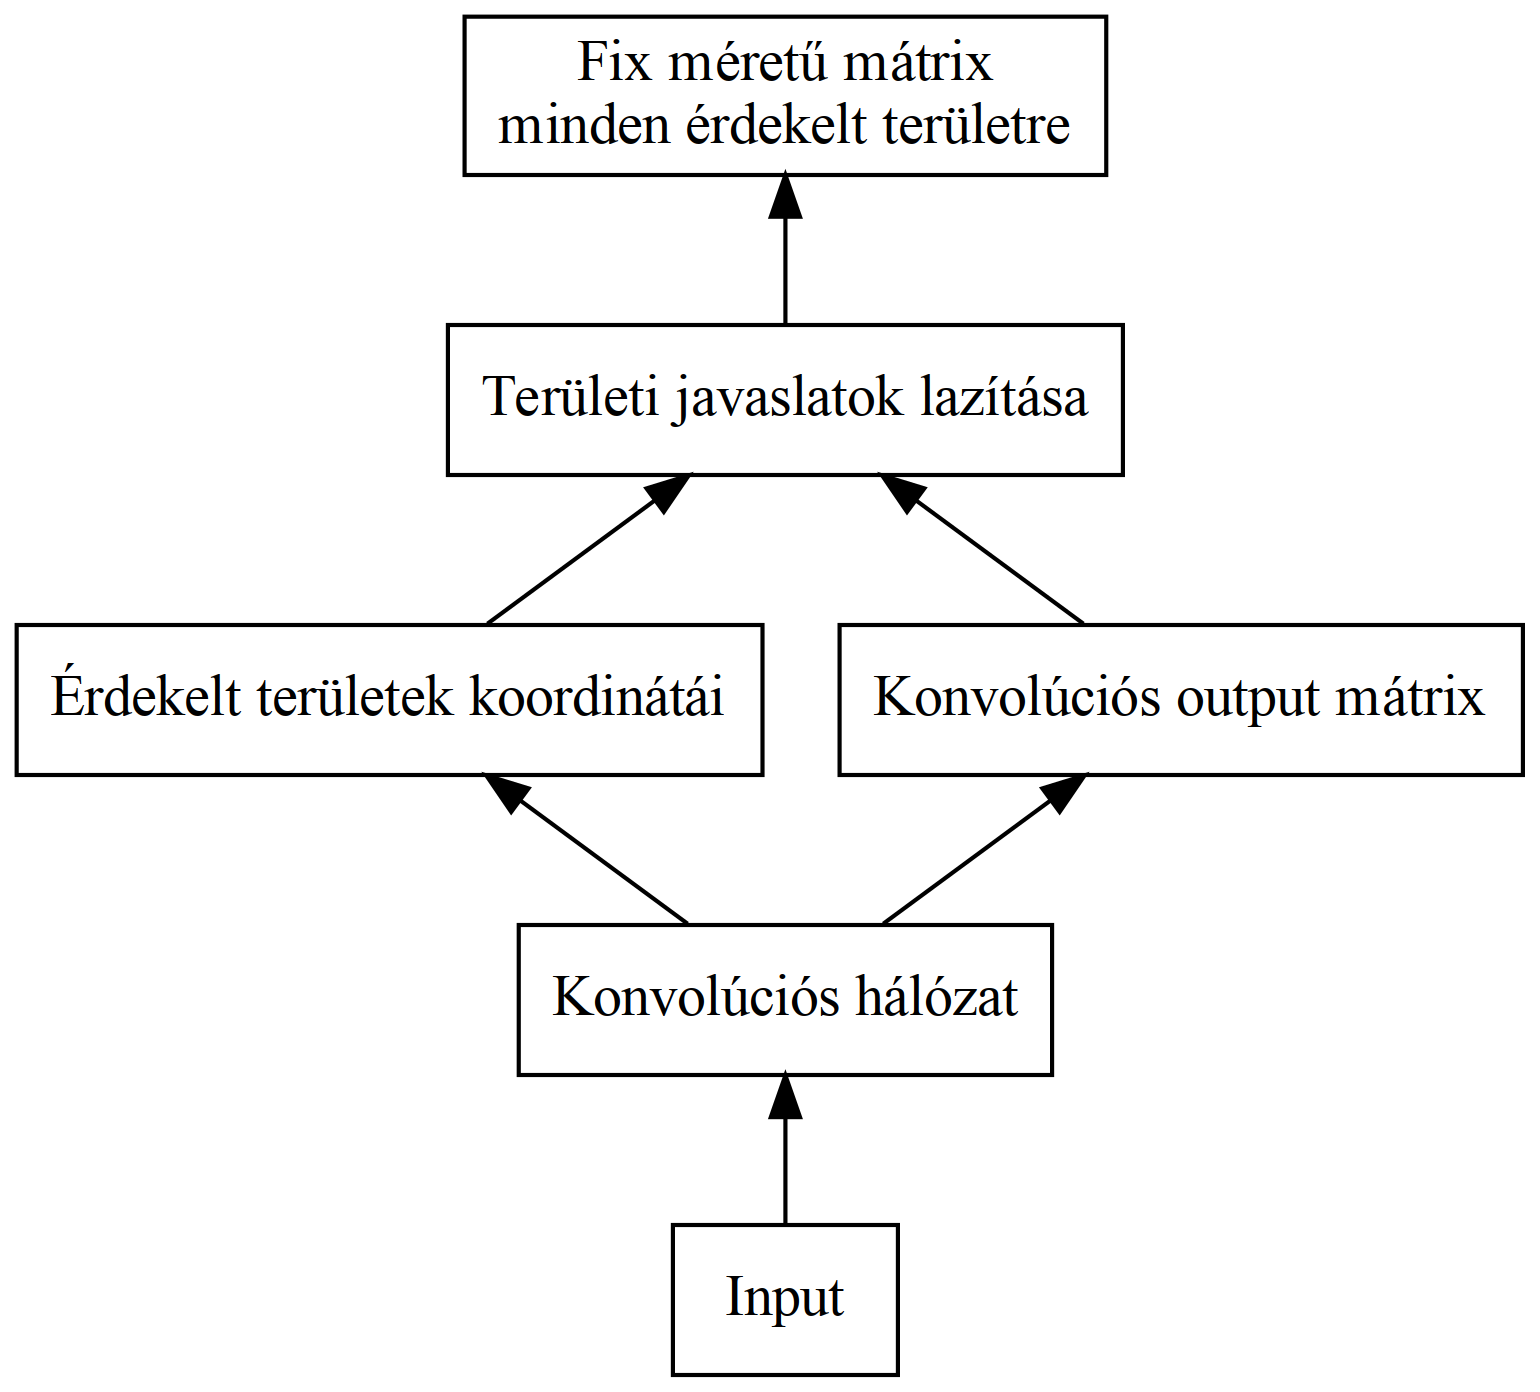 Fix méretű mátrix
minden érdekelt területre
Területi javaslatok lazítása
Érdekelt területek koordinátái
Konvolúciós output mátrix
Konvolúciós hálózat
Input